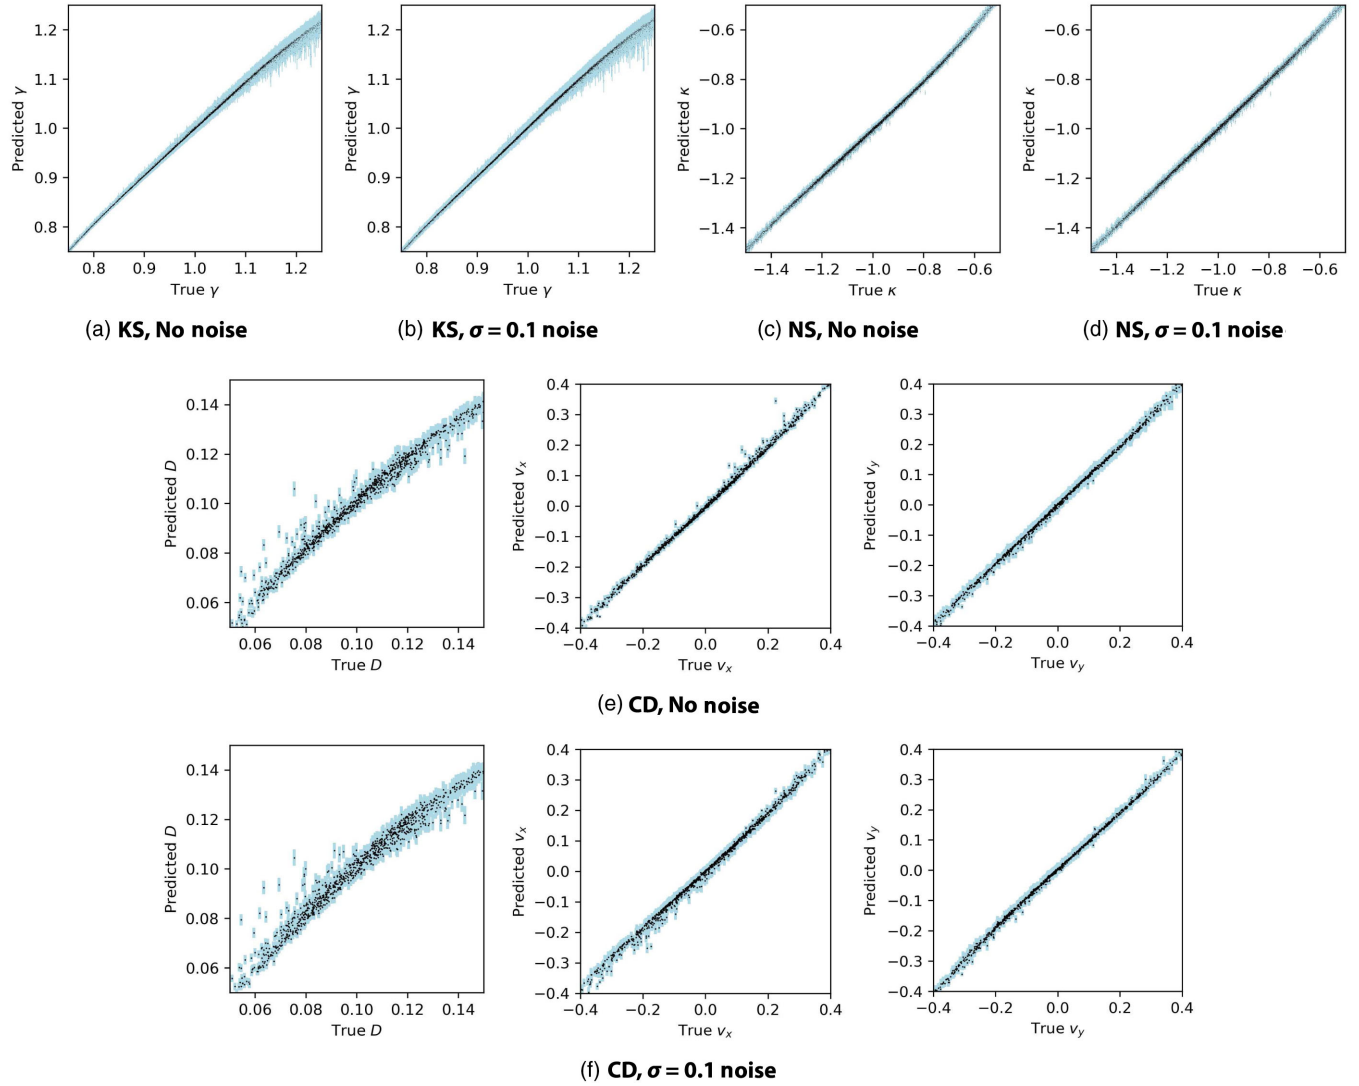 1.2
1.1
1.0
0.9
0.8
Predicted γ
0.8 0.9 1.0 1.1 1.2
True γ
(a) KS, No noise
1.2
1.1
1.0
0.9
0.8
Predicted γ
0.8 0.9 1.0 1.1 1.2
True γ
(b) KS, σ = 0.1 noise
−0.6
−0.8
−1.0
−1.2
−1.4
Predicted κ
−1.4 −1.2 −1.0 −0.8 −0.6
True κ
(c) NS, No noise
−0.6
−0.8
−1.0
−1.2
−1.4
Predicted κ
−1.4 −1.2 −1.0 −0.8 −0.6
True κ
(d) NS, σ = 0.1 noise
0.14
0.12
0.10
0.08
0.06
Predicted D
0.06 0.08 0.10 0.12 0.14
True D
0.4
0.3
0.2
0.1
0.0
−0.1
−0.2
−0.3
−0.4
Predicted vx
−0.4 −0.2 0.0 0.2 0.4
True vx
0.4
0.3
0.2
0.1
0.0
−0.1
−0.2
−0.3
−0.4
Predicted vy
−0.4 −0.2 0.0 0.2 0.4
True vy
(e) CD, No noise
0.14
0.12
0.10
0.08
0.06
Predicted D
0.06 0.08 0.10 0.12 0.14
True D
0.4
0.3
0.2
0.1
0.0
−0.1
−0.2
−0.3
−0.4
Predicted vx
−0.4 −0.2 0.0 0.2 0.4
True vx
0.4
0.3
0.2
0.1
0.0
−0.1
−0.2
−0.3
−0.4
Predicted vy
−0.4 −0.2 0.0 0.2 0.4
True vy
(f) CD, σ = 0.1 noise